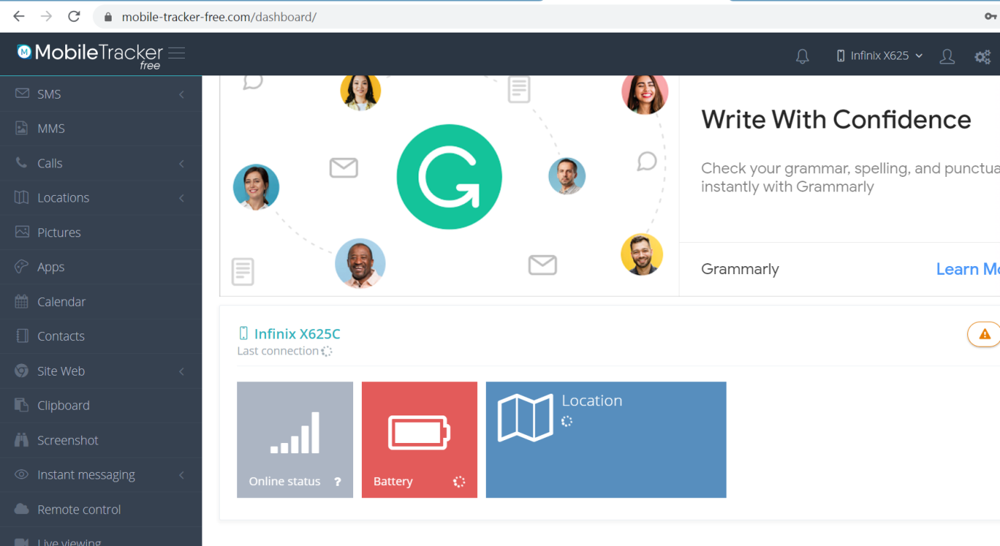 mobile-tracker-free.com/dashboard/
MobileTracker
free
Infinix X625
SMS
MMS
Calls
Locations
Pictures
Apps
Calendar
Contacts
Site Web
Clipboard
Screenshot
Instant messaging
Remote control
Live viewing
Write With Confidence
Check your grammar, spelling, and punctua
instantly with Grammarly
Grammarly
Learn Mo
Infinix X625C
Last connection
Online status ?
Battery
Location